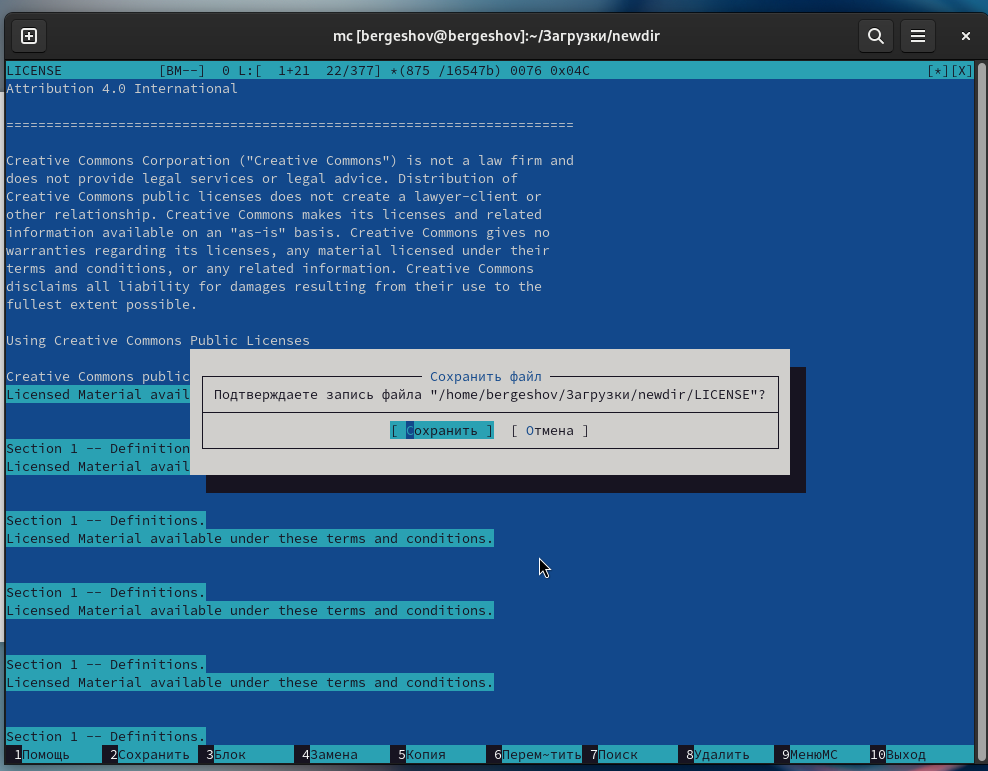 mc [bergeshov@bergeshov]:~/Загрузки/newdir
LICENSE [BM--] 0 L:[ 1+21 22/377] *(875 /16547b) 0076 0x04C [*][X]
Attribution 4.0 International
=======================================================================
Creative Commons Corporation ("Creative Commons") is not a law firm and
does not provide legal services or legal advice. Distribution of
Creative Commons public licenses does not create a lawyer-client or
other relationship. Creative Commons makes its licenses and related
information available on an "as-is" basis. Creative Commons gives no
warranties regarding its licenses, any material licensed under their
terms and conditions, or any related information. Creative Commons
disclaims all liability for damages resulting from their use to the
fullest extent possible.
Using Creative Commons Public Licenses
Creative Commons public
Licensed Material avail
Сохранить файл
Подтверждаете запись файла "/home/bergeshov/Загрузки/newdir/LICENSE"?
[ Сохранить ] [ Отмена ]
Section 1 -- Definition
Licensed Material avail
Section 1 -- Definitions.
Licensed Material available under these terms and conditions.
Section 1 -- Definitions.
Licensed Material available under these terms and conditions.
Section 1 -- Definitions.
Licensed Material available under these terms and conditions.
Section 1 -- Definitions.
1Помощь 2Сохранить 3Блок 4Замена 5Копия 6Перем~тить 7Поиск 8Удалить 9МенюMC 10Выход